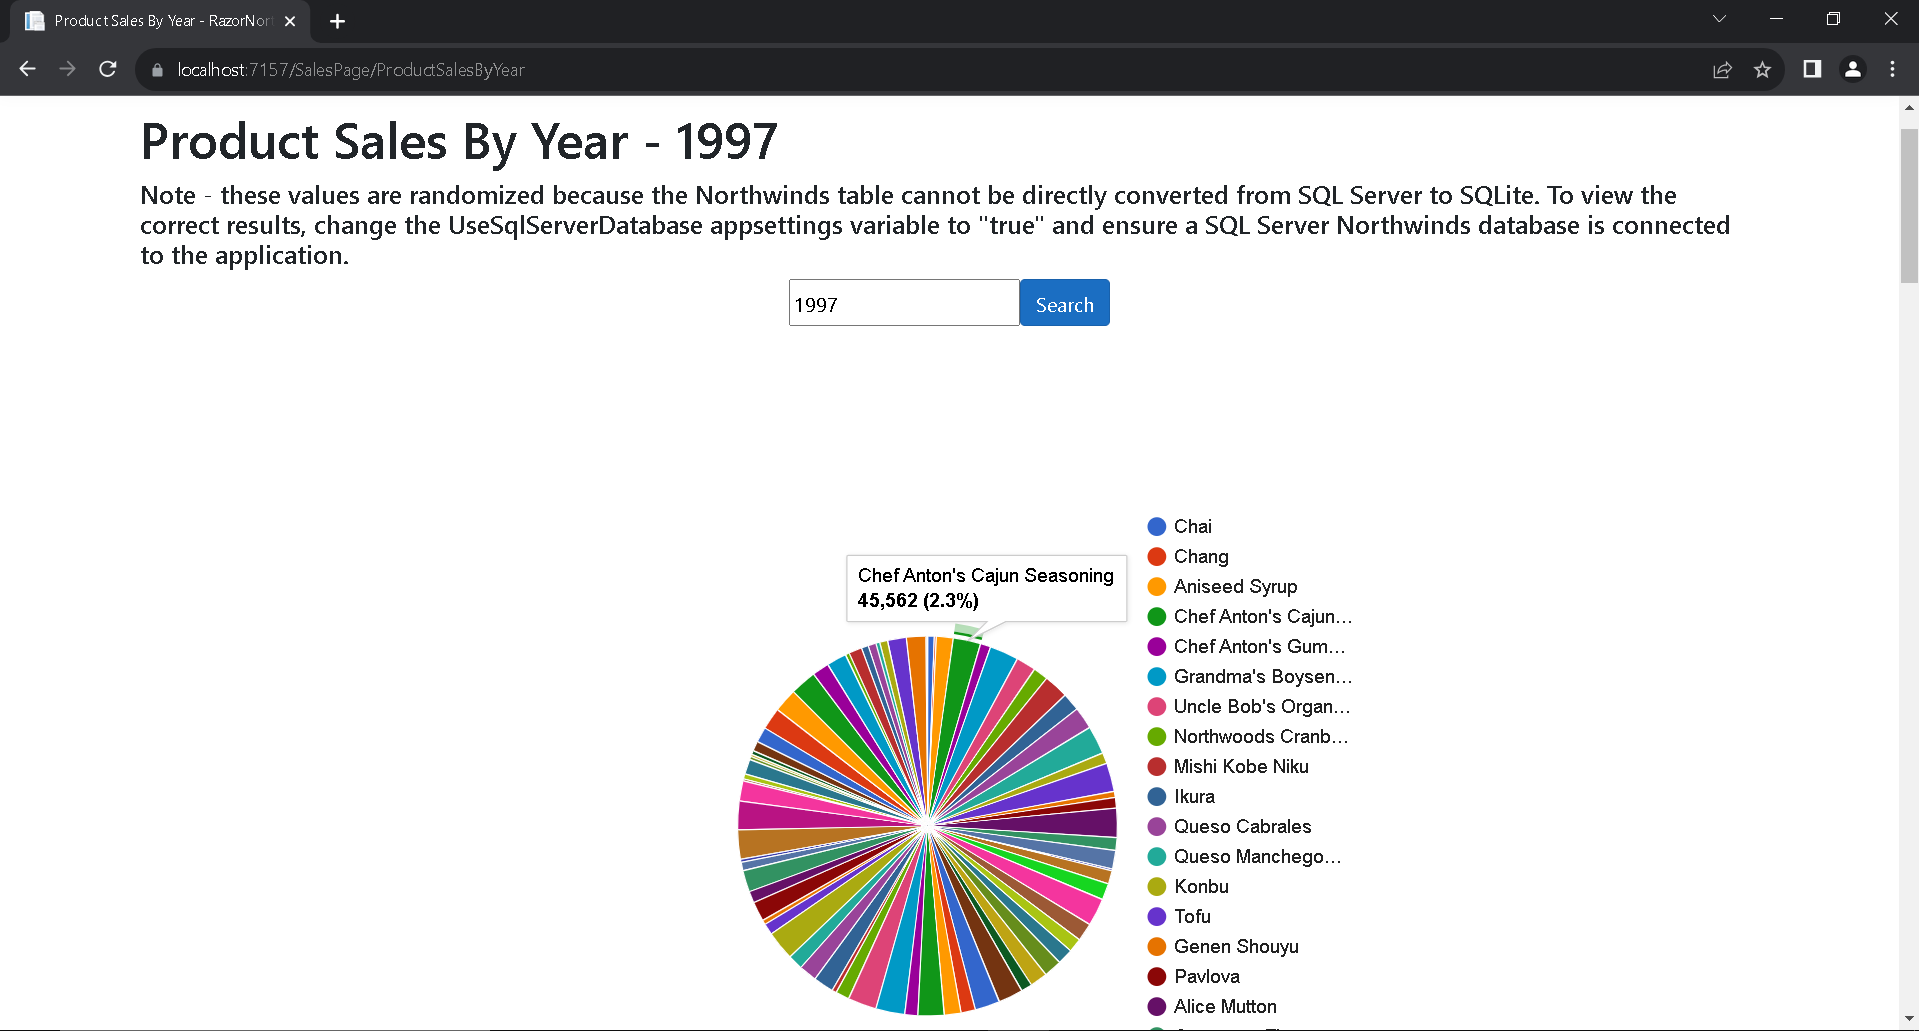 Product Sales By Year - RazorNor
localhost:7157/SalesPage/ProductSalesByYear
Product Sales By Year - 1997
Note - these values are randomized because the Northwinds table cannot be directly converted from SQL Server to SQLite. To view the
correct results, change the UseSqlServerDatabase appsettings variable to "true" and ensure a SQL Server Northwinds database is connected
to the application.
1997
Search
Chef Anton's Cajun Seasoning
45,562 (2.3%)
Chai
Chang
Aniseed Syrup
Chef Anton's Cajun...
Chef Anton's Gum...
Grandma's Boysen...
Uncle Bob's Organ...
Northwoods Cranb...
Mishi Kobe Niku
Ikura
Queso Cabrales
Queso Manchego...
Konbu
Tofu
Genen Shouyu
Pavlova
Alice Mutton